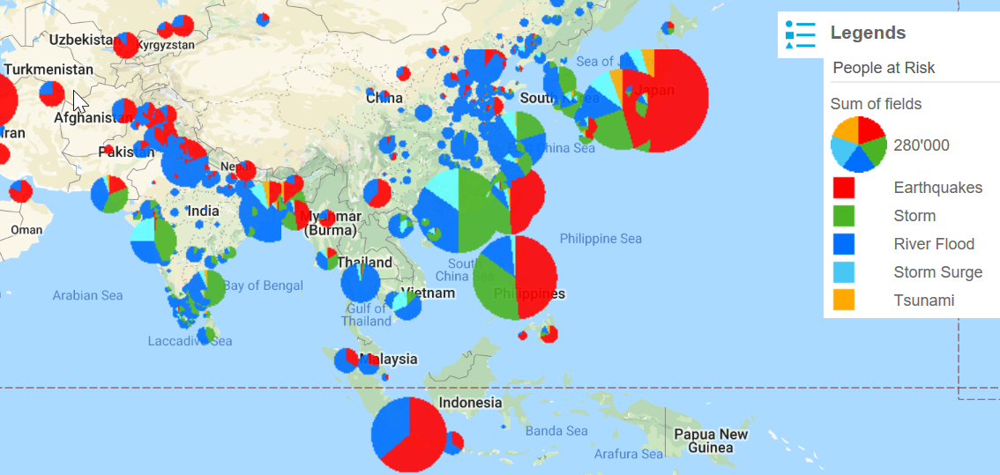 Uzbekistan
Kyrgyzstan
Turkmenistan
Afghanistan
Iran
Pakistan
Nepal
China
Sea of
South Korea
Japan
China Sea
Oman
India
Myanmar
(Burma)
Philippine Sea
Thailand
South
China Sea
Arabian Sea
Bay of Bengal
Vietnam
Philippines
Gulf of
Thailand
Laccadive Sea
Malaysia
Indonesia
Banda Sea
Papua New
Guinea
Arafura Sea
Legends
People at Risk
Sum of fields
280'000
Earthquakes
Storm
River Flood
Storm Surge
Tsunami